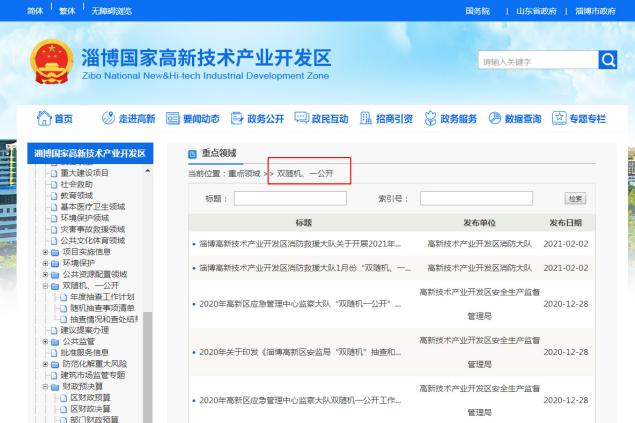 简体 | 繁体 | 无障碍浏览
国务院 | 山东省政府 | 淄博市政府
淄博国家高新技术产业开发区
Zibo National New&Hi-tech Industrial Development Zone
请输入关键字
首页 走进高新 要闻动态 政务公开 政民互动 招商引资 政务服务 数据查询 专题专栏
淄博国家高新技术产业开发区
重大建设项目
社会救助
教育领域
基本医疗卫生领域
环境保护领域
灾害事故救援领域
公共文化体育领域
项目实施信息
环境保护
公共资源配置领域
双随机、一公开
年度抽查工作计划
随机抽查事项清单
抽查情况和查处结果
建议提案办理
公共监管
批准服务信息
防范化解重大风险
建筑市场监管专题
财政预决算
区财政预算
区财政决算
部门财政预算
重点领域
当前位置：重点领域 >> 双随机、一公开
标题： 索引号： 检索
标题 发布单位 发布日期
淄博高新技术产业开发区消防救援大队关于开展2021年... 高新技术产业开发区消防大队 2021-02-02
淄博高新技术产业开发区消防救援大队1月份“双随机、一... 高新技术产业开发区消防大队 2021-02-02
2020年高新区应急管理中心监察大队“双随机一公开”... 高新技术产业开发区安全生产监督管理局 2020-12-28
2020年关于印发《淄博高新区安监局“双随机”抽查和... 高新技术产业开发区安全生产监督管理局 2020-12-28
2020年高新区应急管理中心监察大队双随机一公开工作... 高新技术产业开发区安全生产监督管理局 2020-12-28